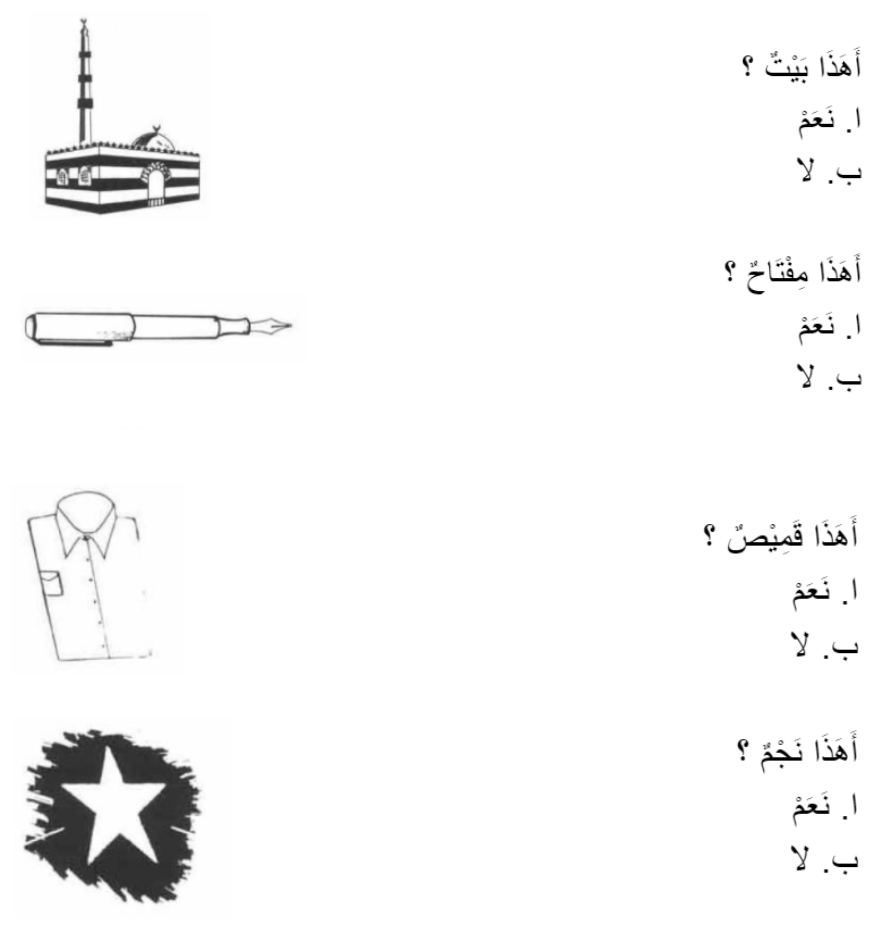 أَهَذَا بَيْتٌ ؟
ا. نَعَمْ
ب. لا
أَهَذَا مِفْتَاحٌ ؟
ا. نَعَمْ
ب. لا
أَهَذَا قَمِيْصٌ ؟
ا. نَعَمْ
ب. لا
أَهَذَا نَجْمٌ ؟
ا. نَعَمْ
ب. لا